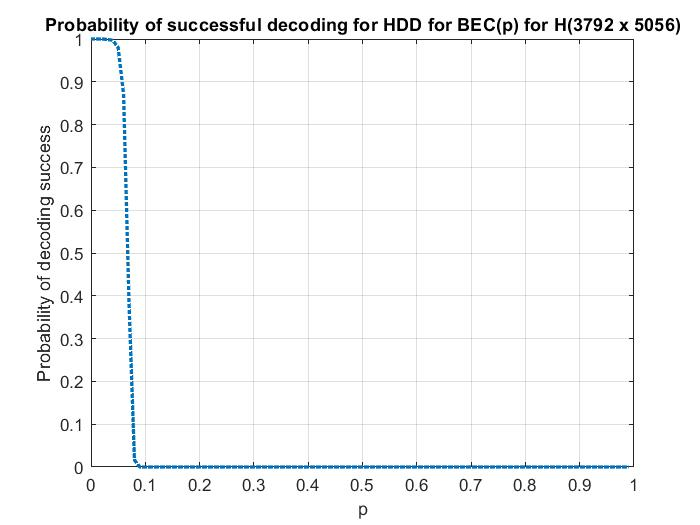 Probability of successful decoding for HDD for BEC(p) for H(3792 x 5056)
1
0.9
0.8
0.7
0.6
0.5
0.4
0.3
0.2
0.1
0
Probability of decoding success
0 0.1 0.2 0.3 0.4 0.5 0.6 0.7 0.8 0.9 1
p